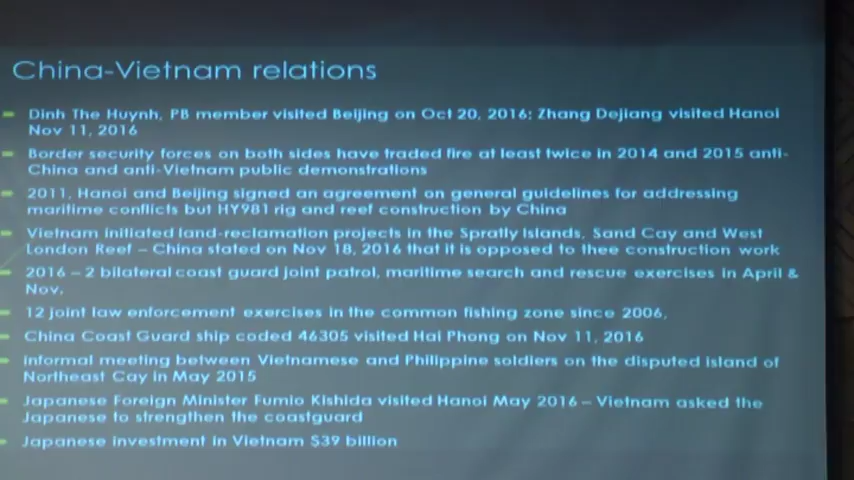 China-Vietnam relations
Dinh The Huynh, PB member visited Beijing on Oct 20, 2016; Zhang Dejiang visited Hanoi
Nov 11, 2016
Border security forces on both sides have traded fire at least twice in 2014 and 2015 anti-
China and anti-Vietnam public demonstrations
2011, Hanoi and Beijing signed an agreement on general guidelines for addressing
maritime conflicts but HY981 rig and reef construction by China
Vietnam initiated land-reclamation projects in the Spratly Islands, Sand Cay and West
London Reef – China stated on Nov 18, 2016 that it is opposed to thee construction work
2016 – 2 bilateral coast guard joint patrol, maritime search and rescue exercises in April &
Nov,
12 joint law enforcement exercises in the common fishing zone since 2006,
China Coast Guard ship coded 46305 visited Hai Phong on Nov 11, 2016
informal meeting between Vietnamese and Philippine soldiers on the disputed island of
Northeast Cay in May 2015
Japanese Foreign Minister Fumio Kishida visited Hanoi May 2016 – Vietnam asked the
Japanese to strengthen the coastguard
Japanese investment in Vietnam $39 billion